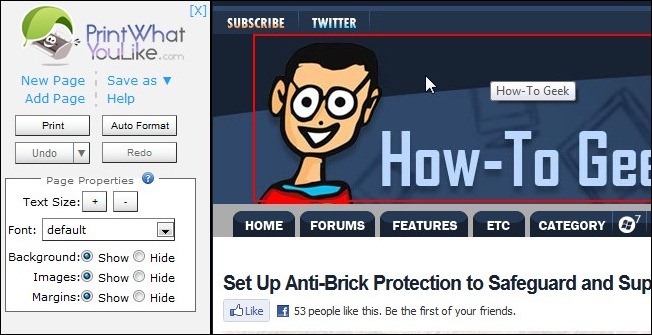 [X]
PrintWhat
YouLike.com
New Page Save as ▼
Add Page Help
Print Auto Format
Undo ▼ Redo
Page Properties ?
Text Size: + -
Font: default
Background: Show Hide
Images: Show Hide
Margins: Show Hide
SUBSCRIBE TWITTER
How-To Geek
How-To Gee
HOME FORUMS FEATURES ETC CATEGORY 7
Set Up Anti-Brick Protection to Safeguard and Sup
Like f 53 people like this. Be the first of your friends.